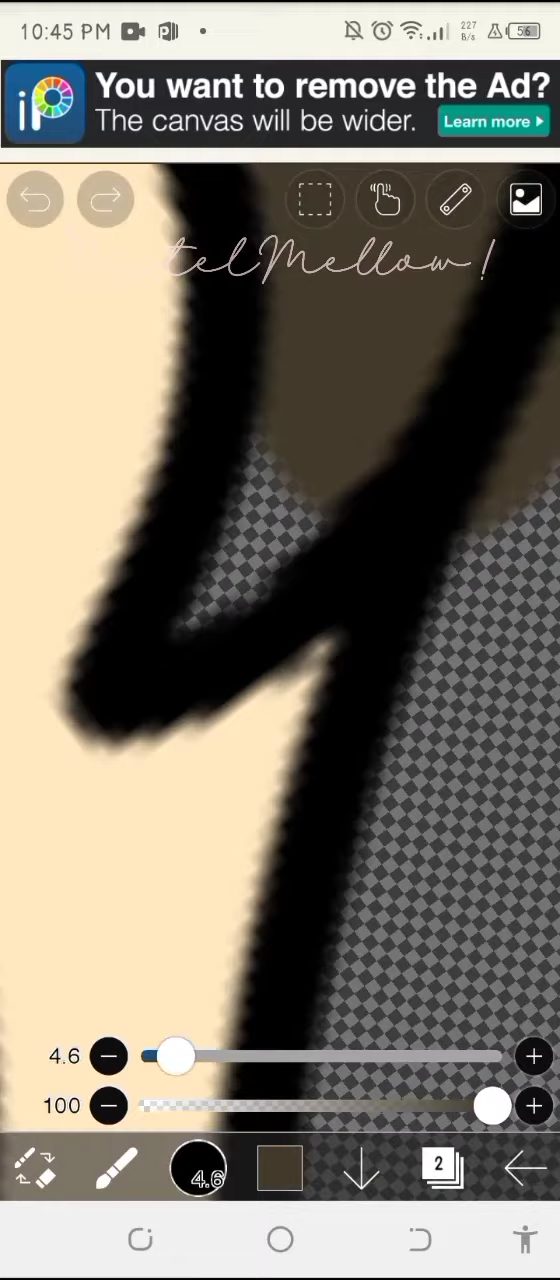 10:45 PM
227
B/s
56
iP
You want to remove the Ad?
The canvas will be wider.
Learn more
telMellow!
4.6
100
4.6
2